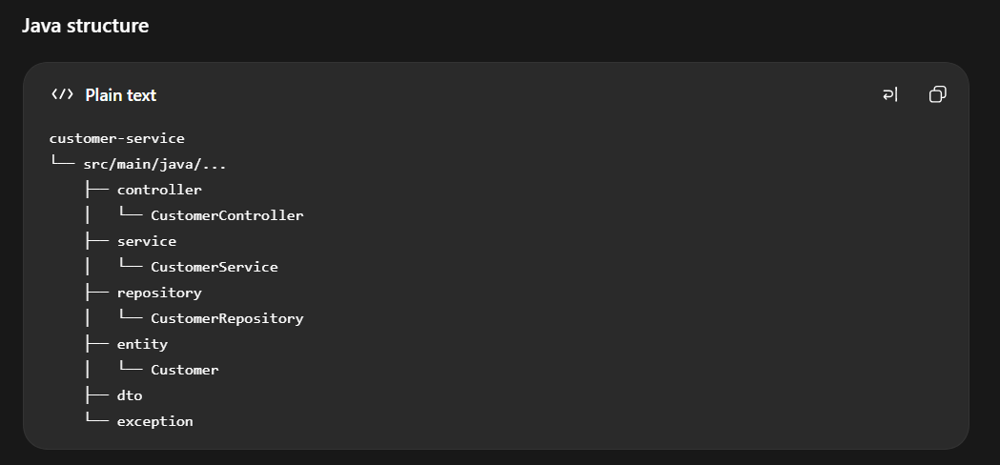 Java structure
</> Plain text
customer-service
└── src/main/java/...
    ├── controller
    │   └── CustomerController
    ├── service
    │   └── CustomerService
    ├── repository
    │   └── CustomerRepository
    ├── entity
    │   └── Customer
    ├── dto
    └── exception